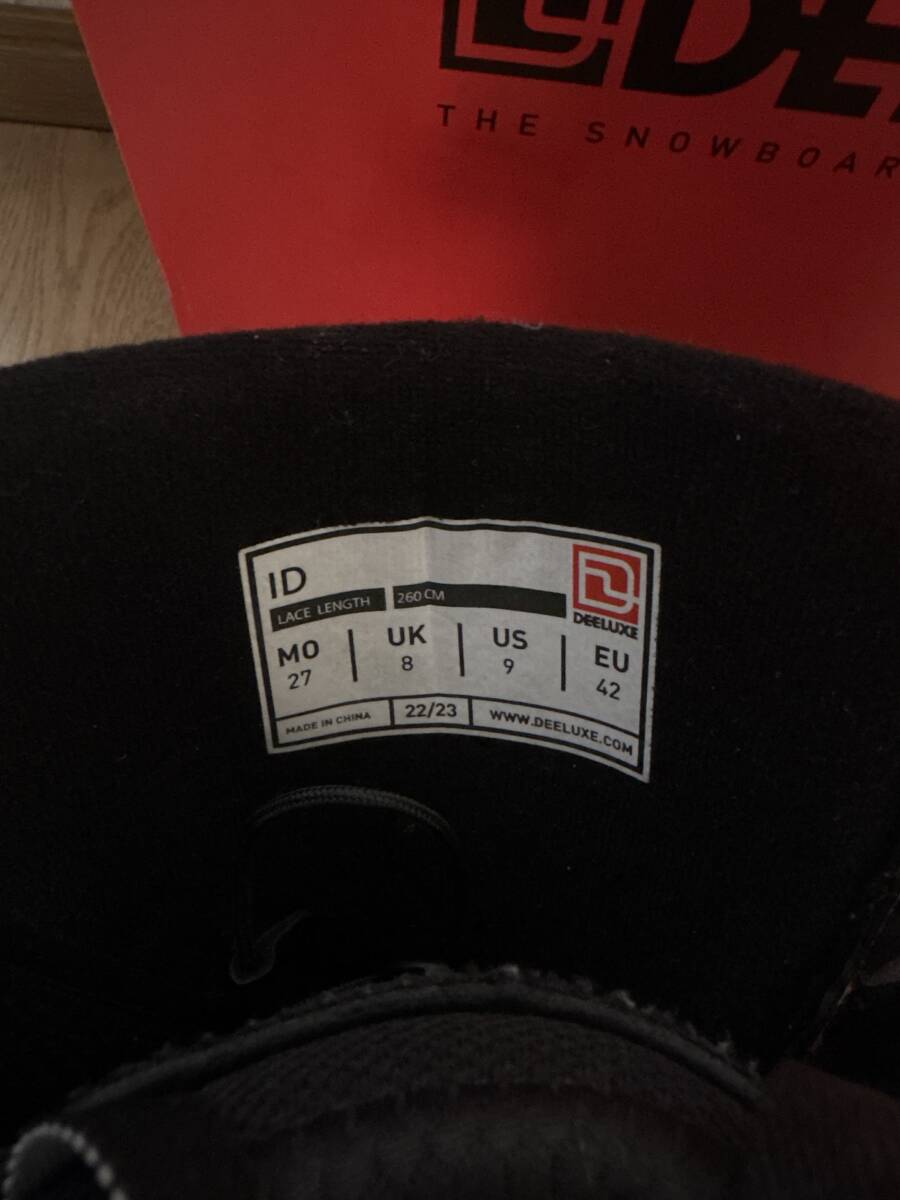 THE SNOWBOAR
ID
LACE LENGTH 260 CM
DEELUXE
MO UK US EU
27 8 9 42
MADE IN CHINA 22/23 WWW.DEELUXE.COM